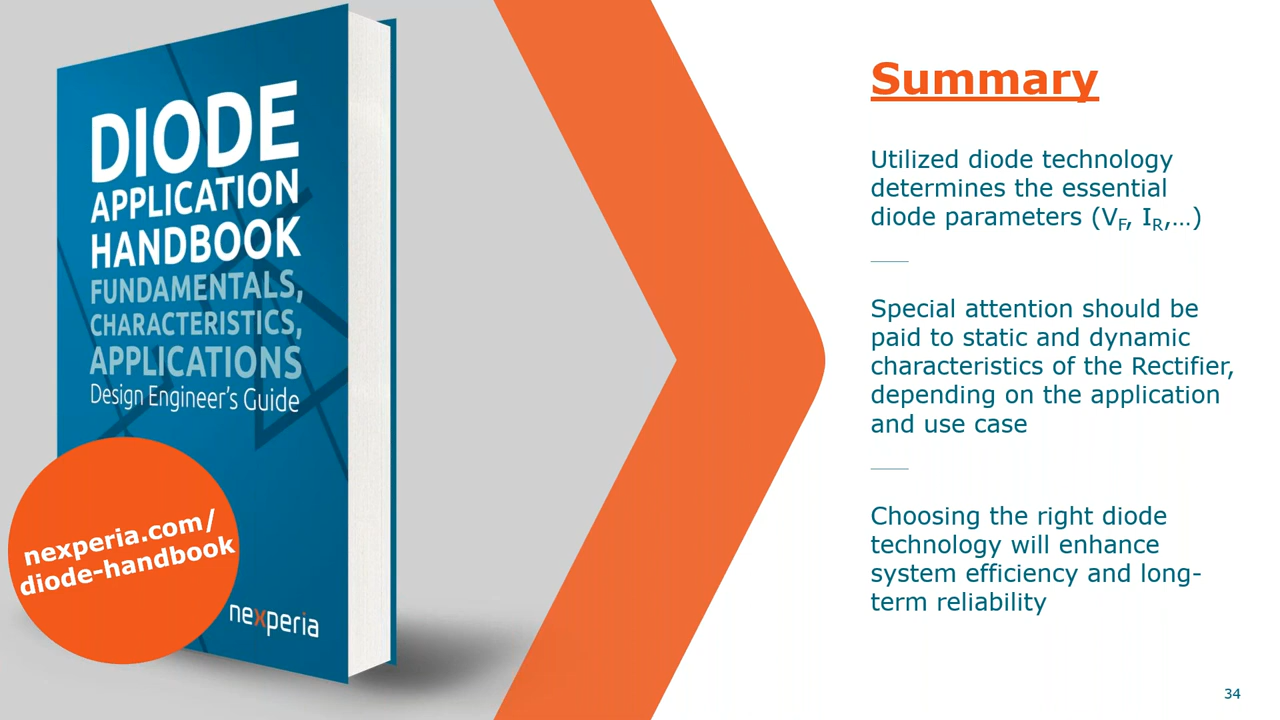 DIODE
APPLICATION
HANDBOOK
FUNDAMENTALS,
CHARACTERISTICS,
APPLICATIONS
Design Engineer's Guide
nexperia.com/
diode-handbook
nexperia
Summary
Utilized diode technology
determines the essential
diode parameters (VF, IR,...)
Special attention should be
paid to static and dynamic
characteristics of the Rectifier,
depending on the application
and use case
Choosing the right diode
technology will enhance
system efficiency and long-
term reliability
34